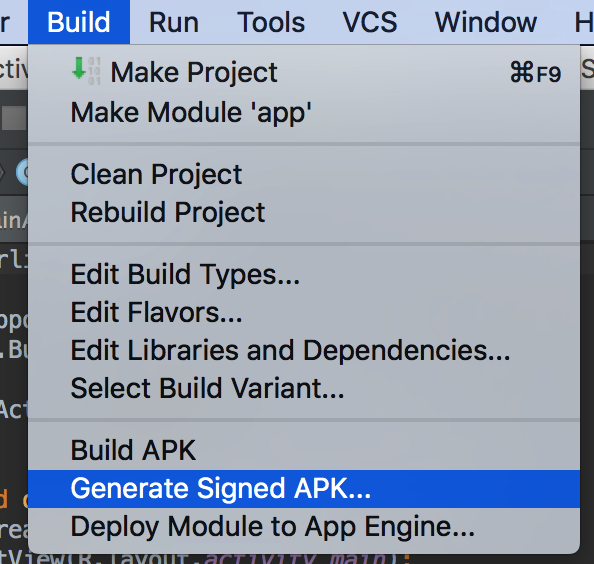 r Build Run Tools VCS Window H
Make Project ⌘F9
Make Module 'app'
Clean Project
Rebuild Project
Edit Build Types...
Edit Flavors...
Edit Libraries and Dependencies...
Select Build Variant...
Build APK
Generate Signed APK...
Deploy Module to App Engine...
tView(R.layout.activity_main);